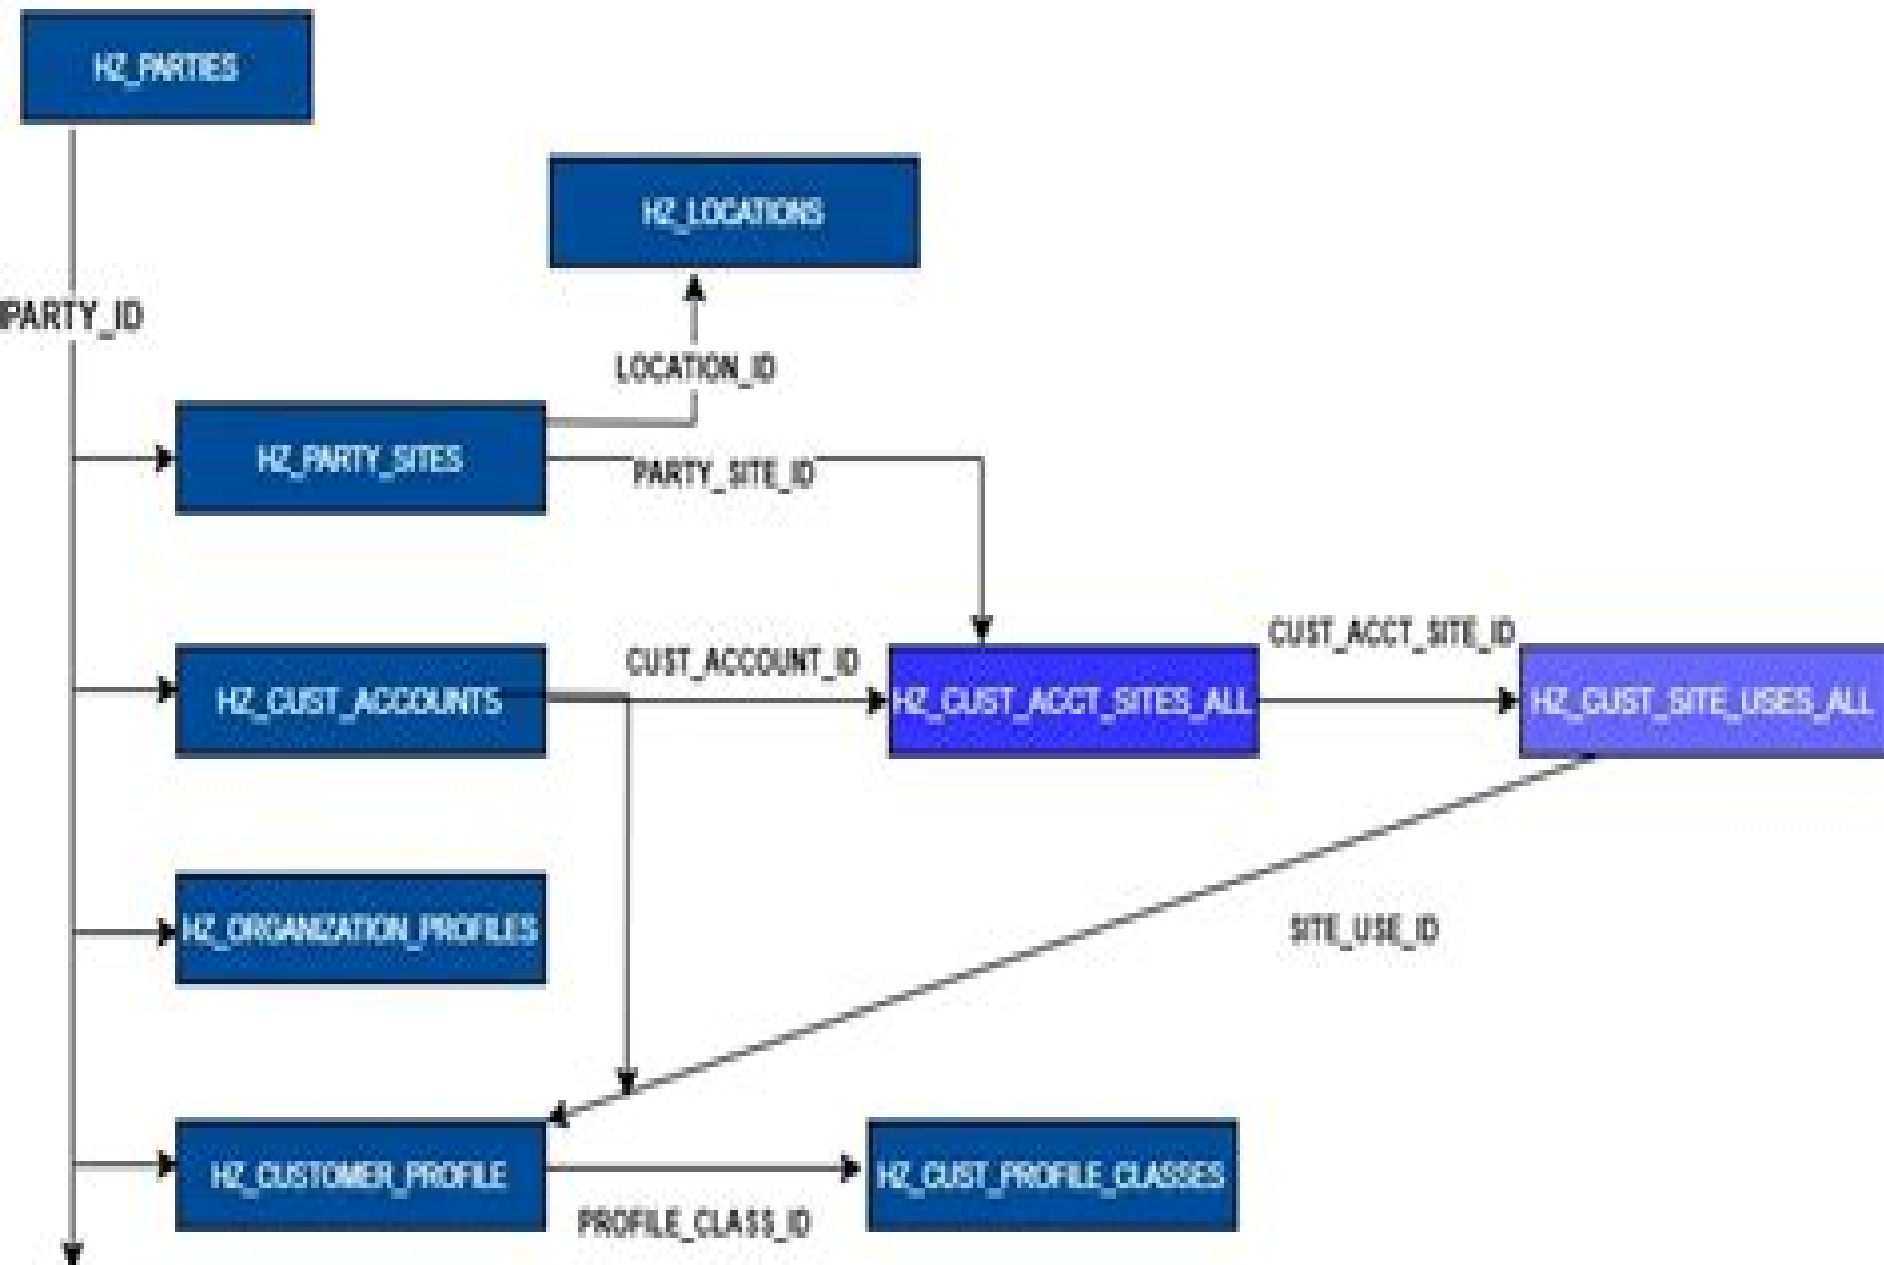 HZ_PARTIES
HZ_LOCATIONS
PARTY_ID
LOCATION_ID
HZ_PARTY_SITES
PARTY_SITE_ID
CUST_ACCT_SITE_ID
CUST_ACCOUNT_ID
HZ_CUST_ACCOUNTS
HZ_CUST_ACCT_SITES_ALL
HZ_CUST_SITE_USES_ALL
HZ_ORGANIZATION_PROFILES
SITE_USE_ID
HZ_CUSTOMER_PROFILE
HZ_CUST_PROFILE_CLASSES
PROFILE_CLASS_ID